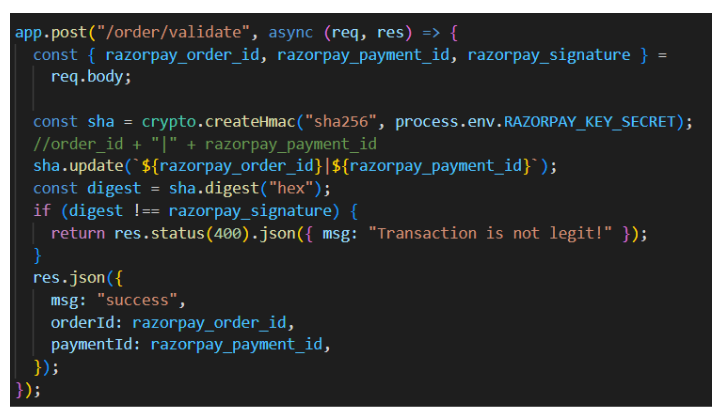 app.post("/order/validate", async (req, res) => {
  const { razorpay_order_id, razorpay_payment_id, razorpay_signature } =
    req.body;

  const sha = crypto.createHmac("sha256", process.env.RAZORPAY_KEY_SECRET);
  //order_id + "|" + razorpay_payment_id
  sha.update(`${razorpay_order_id}|${razorpay_payment_id}`);
  const digest = sha.digest("hex");
  if (digest !== razorpay_signature) {
    return res.status(400).json({ msg: "Transaction is not legit!" });
  }
  res.json({
    msg: "success",
    orderId: razorpay_order_id,
    paymentId: razorpay_payment_id,
  });
});